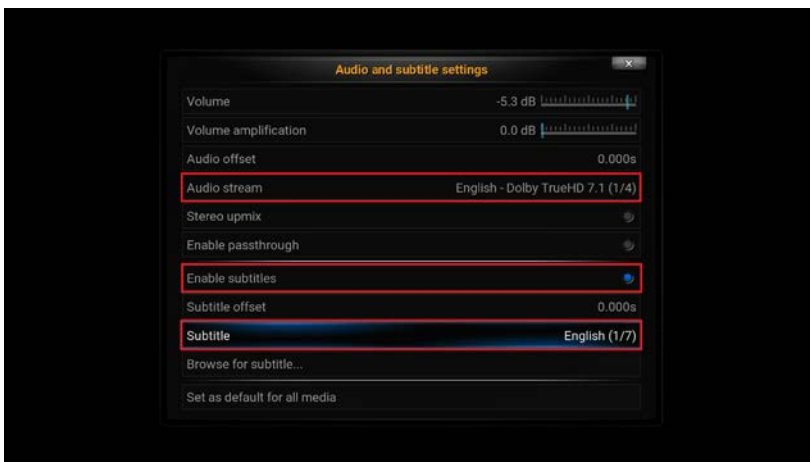 Audio and subtitle settings
Volume -5.3 dB
Volume amplification 0.0 dB
Audio offset 0.000s
Audio stream English - Dolby TrueHD 7.1 (1/4)
Stereo upmix
Enable passthrough
Enable subtitles
Subtitle offset 0.000s
Subtitle English (1/7)
Browse for subtitle...
Set as default for all media